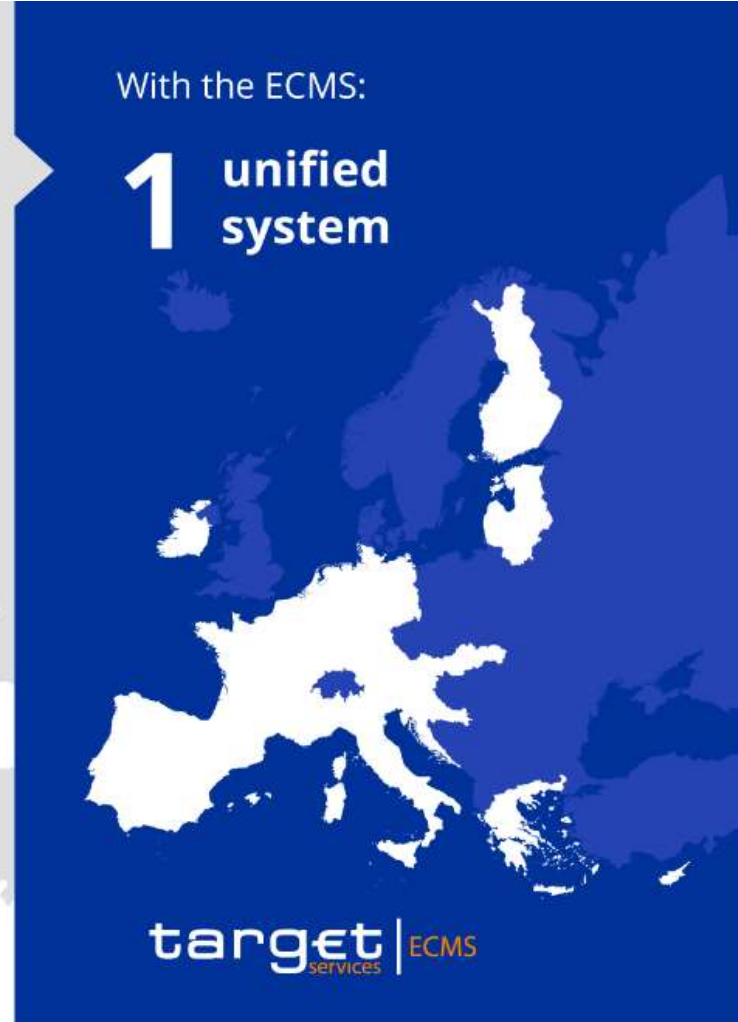 With the ECMS:
1 unified
system
target
services
ECMS